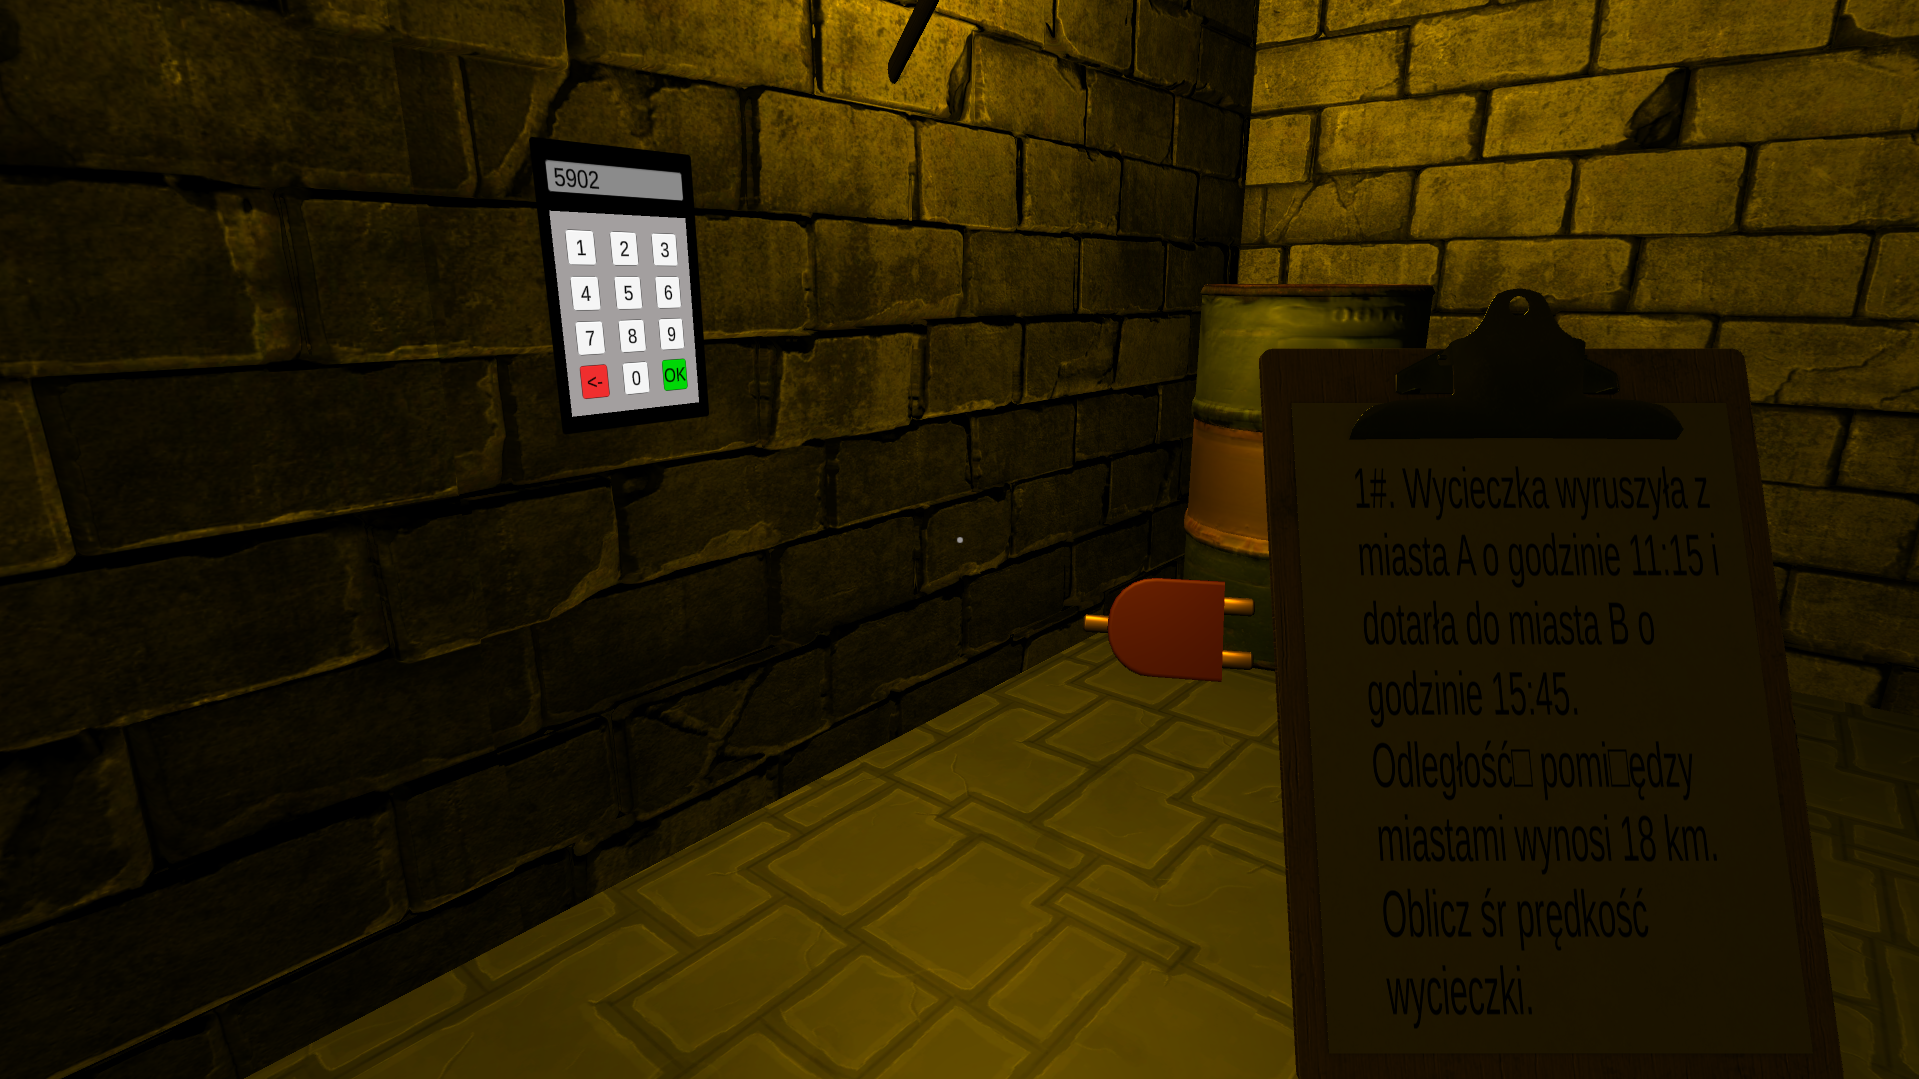 5902
1 2 3
4 5 6
7 8 9
<- 0 OK
1#. Wycieczka wyruszyła z
miasta A o godzinie 11:15 i
dotarła do miasta B o
godzinie 15:45.
Odległość□ pomi□ędzy
miastami wynosi 18 km.
Oblicz śr prędkość
wycieczki.